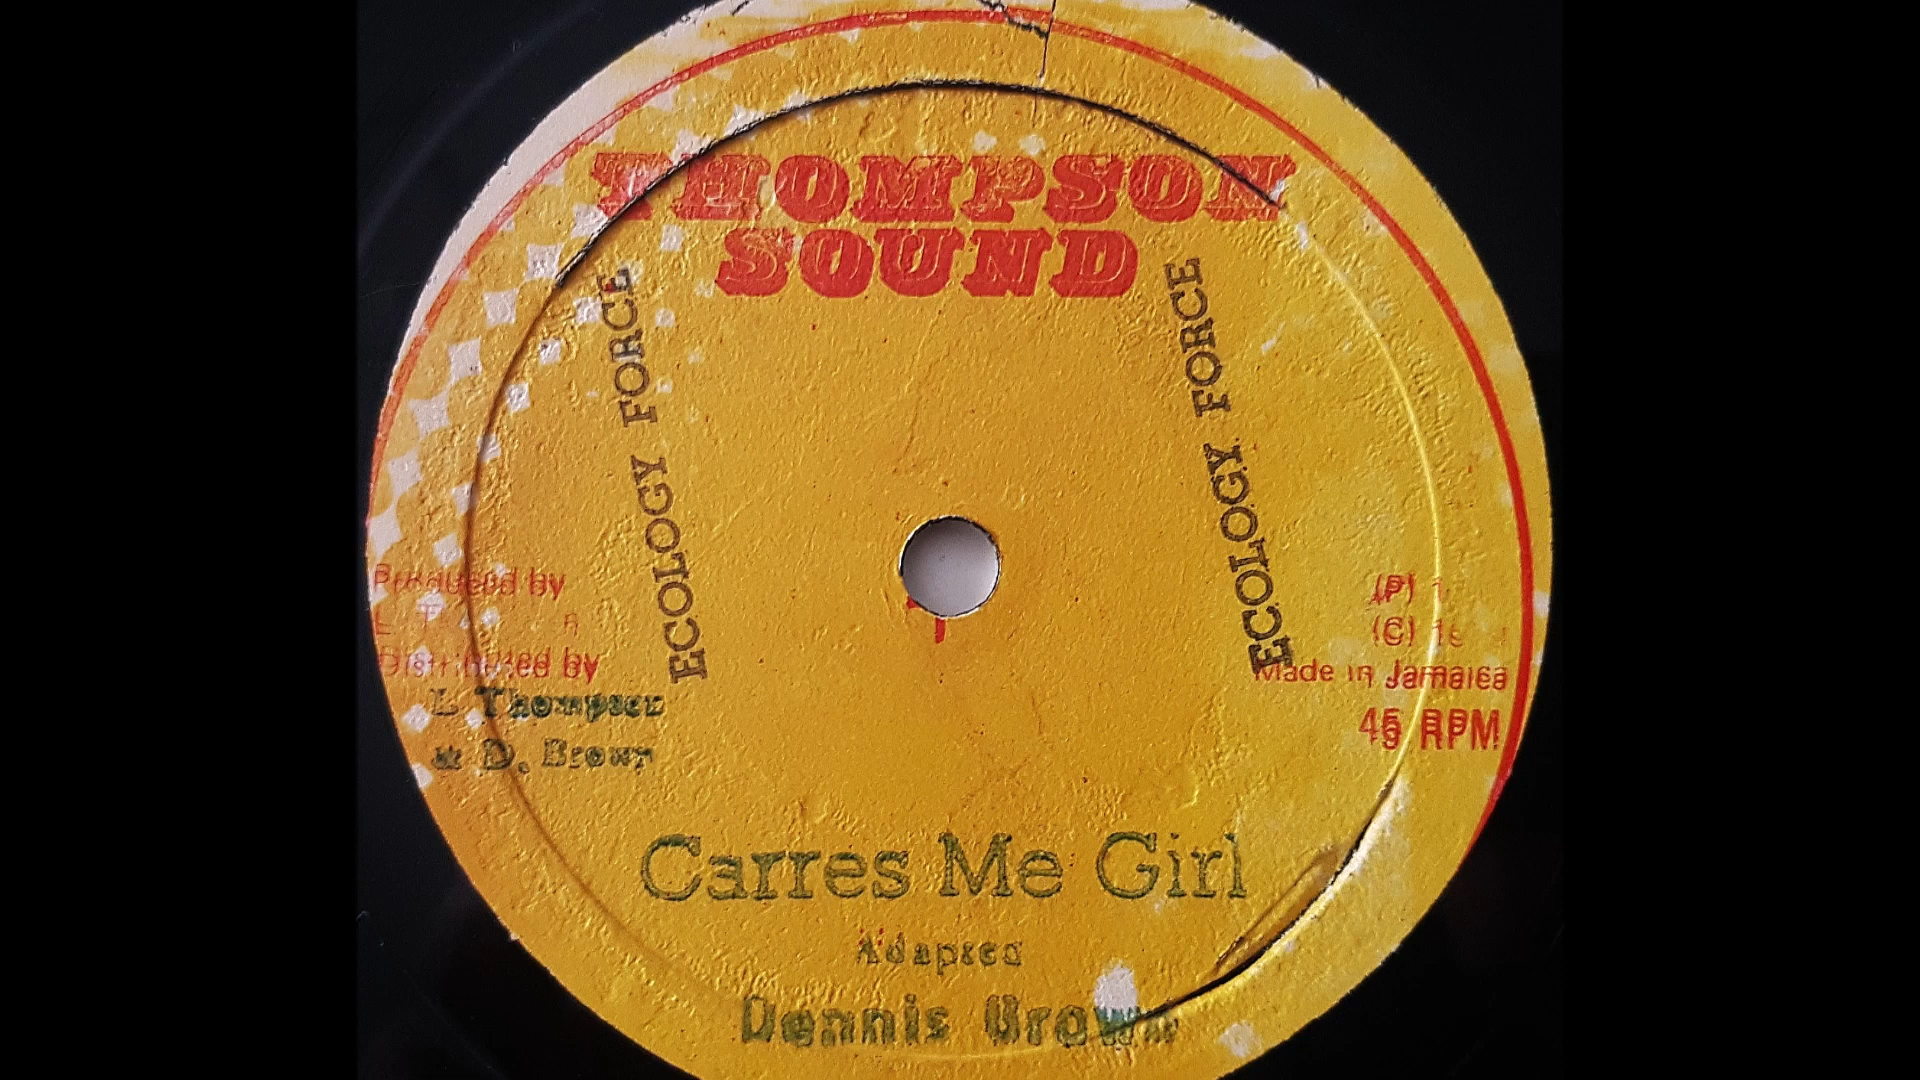 THOMPSON
SOUND
ECOLOGY FORCE
ECOLOGY FORCE
Produced by
Distributed by
L Thompson
& D. Brown
(P)
(C)
Made in Jamaica
45 RPM
Carres Me Girl
Adapted
Dennis Brown